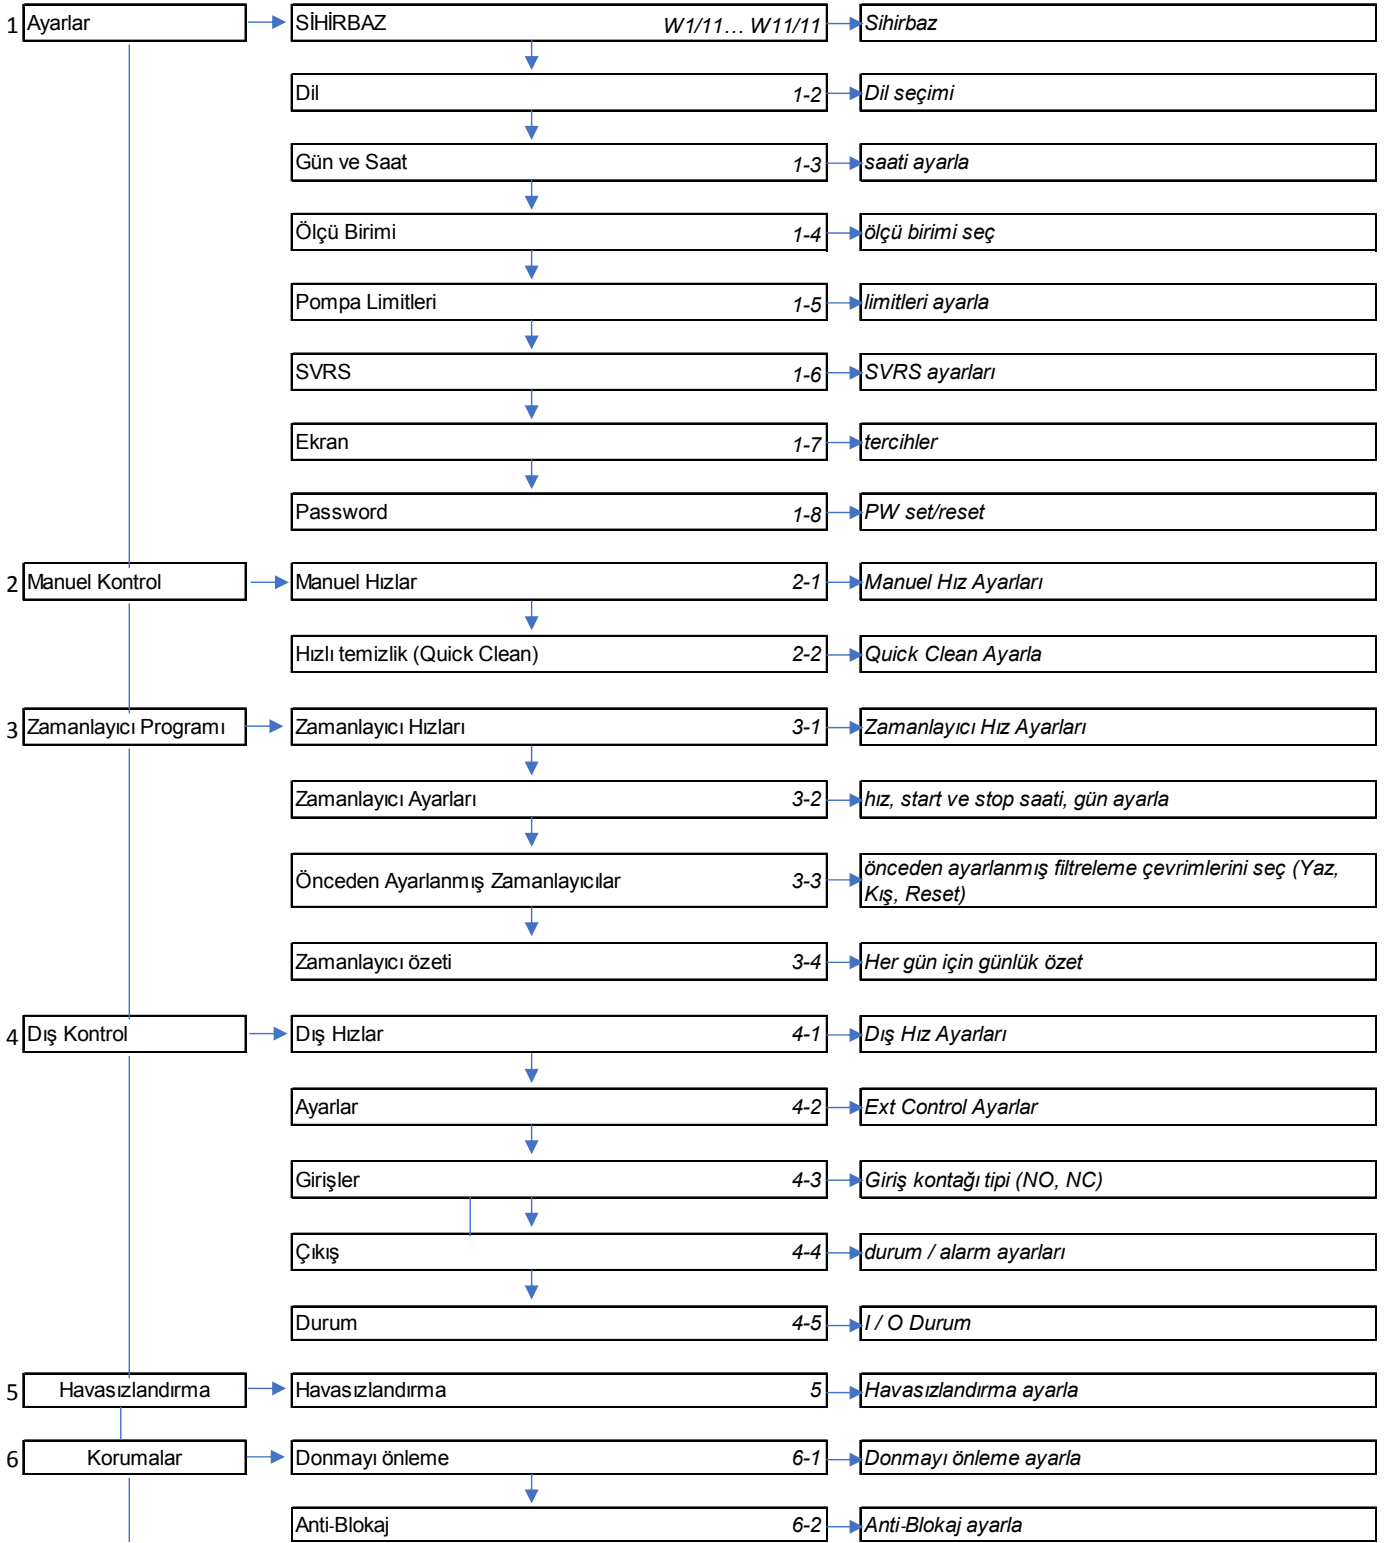 1 Ayarlar SİHİRBAZ W1/11… W11/11 Sihirbaz
Dil 1-2 Dil seçimi
Gün ve Saat 1-3 saati ayarla
Ölçü Birimi 1-4 ölçü birimi seç
Pompa Limitleri 1-5 limitleri ayarla
SVRS 1-6 SVRS ayarları
Ekran 1-7 tercihler
Password 1-8 PW set/reset
2 Manuel Kontrol Manuel Hızlar 2-1 Manuel Hız Ayarları
Hızlı temizlik (Quick Clean) 2-2 Quick Clean Ayarla
3 Zamanlayıcı Programı Zamanlayıcı Hızları 3-1 Zamanlayıcı Hız Ayarları
Zamanlayıcı Ayarları 3-2 hız, start ve stop saati, gün ayarla
Önceden Ayarlanmış Zamanlayıcılar 3-3 önceden ayarlanmış filtreleme çevrimlerini seç (Yaz,
Kış, Reset)
Zamanlayıcı özeti 3-4 Her gün için günlük özet
4 Dış Kontrol Dış Hızlar 4-1 Dış Hız Ayarları
Ayarlar 4-2 Ext Control Ayarlar
Girişler 4-3 Giriş kontağı tipi (NO, NC)
Çıkış 4-4 durum / alarm ayarları
Durum 4-5 I / O Durum
5 Havasızlandırma Havasızlandırma 5 Havasızlandırma ayarla
6 Korumalar Donmayı önleme 6-1 Donmayı önleme ayarla
Anti-Blokaj 6-2 Anti-Blokaj ayarla